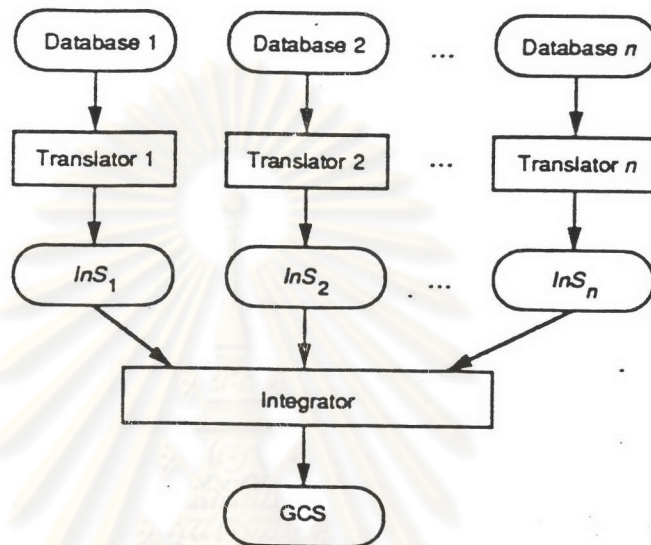 Database 1 Database 2 ... Database n
Translator 1 Translator 2 ... Translator n
InS1 InS2 ... InSn
Integrator
GCS